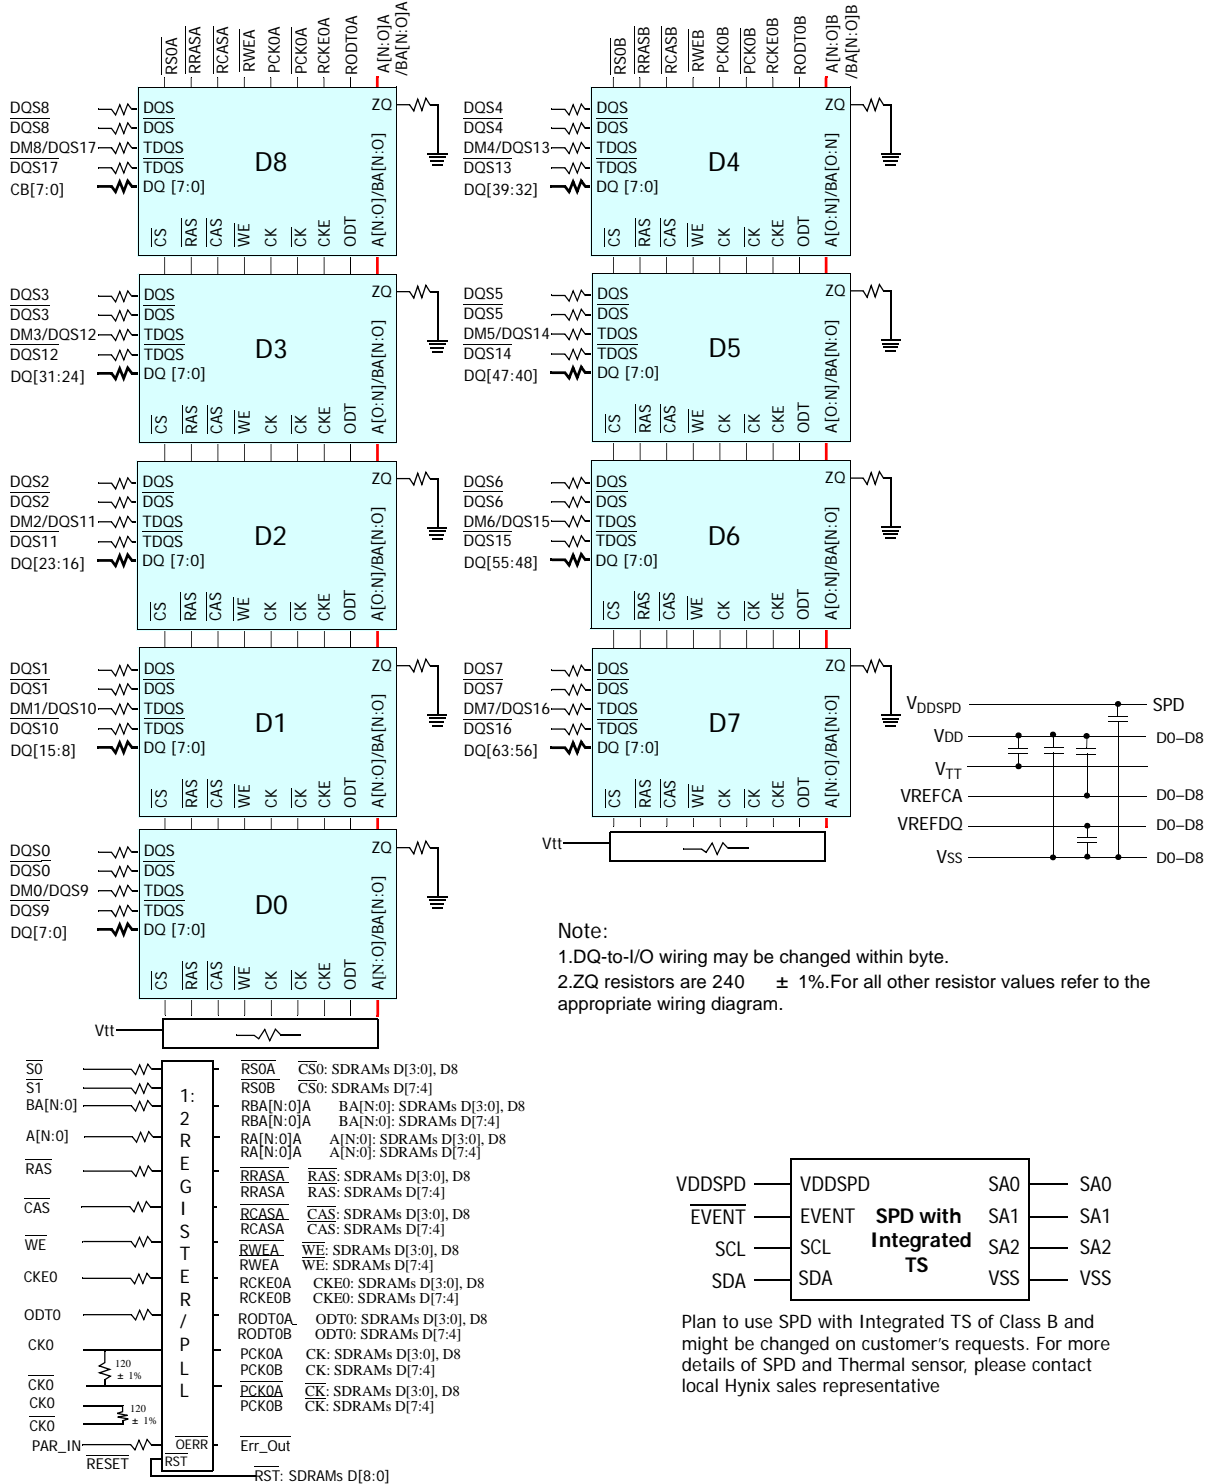 RS0A RRASA RCASA RWEA PCK0A PCK0A RCKE0A RODT0A A[N:O]A /BA[N:O]A
RS0B RRASB RCASB RWEB PCK0B PCK0B RCKE0B RODT0B A[N:O]B /BA[N:O]B
DQS8 DQS ZQ
DQS8 DQS
DM8/DQS17 TDQS
DQS17 TDQS
CB[7:0] DQ [7:0]
D8
CS RAS CAS WE CK CK CKE ODT A[N:O]/BA[N:O]
DQS4 DQS ZQ
DQS4 DQS
DM4/DQS13 TDQS
DQS13 TDQS
DQ[39:32] DQ [7:0]
D4
CS RAS CAS WE CK CK CKE ODT A[O:N]/BA[O:N]
DQS3 DQS ZQ
DQS3 DQS
DM3/DQS12 TDQS
DQS12 TDQS
DQ[31:24] DQ [7:0]
D3
CS RAS CAS WE CK CK CKE ODT A[O:N]/BA[N:O]
DQS5 DQS ZQ
DQS5 DQS
DM5/DQS14 TDQS
DQS14 TDQS
DQ[47:40] DQ [7:0]
D5
CS RAS CAS WE CK CK CKE ODT A[O:N]/BA[N:O]
DQS2 DQS ZQ
DQS2 DQS
DM2/DQS11 TDQS
DQS11 TDQS
DQ[23:16] DQ [7:0]
D2
CS RAS CAS WE CK CK CKE ODT A[O:N]/BA[N:O]
DQS6 DQS ZQ
DQS6 DQS
DM6/DQS15 TDQS
DQS15 TDQS
DQ[55:48] DQ [7:0]
D6
CS RAS CAS WE CK CK CKE ODT A[O:N]/BA[N:O]
DQS1 DQS ZQ
DQS1 DQS
DM1/DQS10 TDQS
DQS10 TDQS
DQ[15:8] DQ [7:0]
D1
CS RAS CAS WE CK CK CKE ODT A[N:O]/BA[N:O]
DQS7 DQS ZQ
DQS7 DQS
DM7/DQS16 TDQS
DQS16 TDQS
DQ[63:56] DQ [7:0]
D7
CS RAS CAS WE CK CK CKE ODT A[N:O]/BA[N:O]
Vtt
VDDSPD SPD
VDD D0–D8
VTT
VREFCA D0–D8
VREFDQ D0–D8
VSS D0–D8
DQS0 DQS ZQ
DQS0 DQS
DM0/DQS9 TDQS
DQS9 TDQS
DQ[7:0] DQ [7:0]
D0
CS RAS CAS WE CK CK CKE ODT A[N:O]/BA[N:O]
Vtt
Note:
1.DQ-to-I/O wiring may be changed within byte.
2.ZQ resistors are 240 ± 1%.For all other resistor values refer to the
appropriate wiring diagram.
1:
2
R
E
G
I
S
T
E
R
/
P
L
L
S0 RS0A CS0: SDRAMs D[3:0], D8
S1 RS0B CS0: SDRAMs D[7:4]
BA[N:0] RBA[N:0]A BA[N:0]: SDRAMs D[3:0], D8
RBA[N:0]A BA[N:0]: SDRAMs D[7:4]
A[N:0] RA[N:0]A A[N:0]: SDRAMs D[3:0], D8
RA[N:0]A A[N:0]: SDRAMs D[7:4]
RAS RRASA RAS: SDRAMs D[3:0], D8
RRASA RAS: SDRAMs D[7:4]
CAS RCASA CAS: SDRAMs D[3:0], D8
RCASA CAS: SDRAMs D[7:4]
WE RWEA WE: SDRAMs D[3:0], D8
RWEA WE: SDRAMs D[7:4]
CKE0 RCKE0A CKE0: SDRAMs D[3:0], D8
RCKE0B CKE0: SDRAMs D[7:4]
ODT0 RODT0A ODT0: SDRAMs D[3:0], D8
RODT0B ODT0: SDRAMs D[7:4]
CK0 PCK0A CK: SDRAMs D[3:0], D8
120
± 1%
PCK0B CK: SDRAMs D[7:4]
CK0 PCK0A CK: SDRAMs D[3:0], D8
CK0 PCK0B CK: SDRAMs D[7:4]
120
± 1%
CK0
PAR_IN OERR Err_Out
RESET RST
RST: SDRAMs D[8:0]
VDDSPD VDDSPD SA0 SA0
EVENT EVENT SA1 SA1
SCL SCL SA2 SA2
SDA SDA VSS VSS
SPD with
Integrated
TS
Plan to use SPD with Integrated TS of Class B and
might be changed on customer's requests. For more
details of SPD and Thermal sensor, please contact
local Hynix sales representative